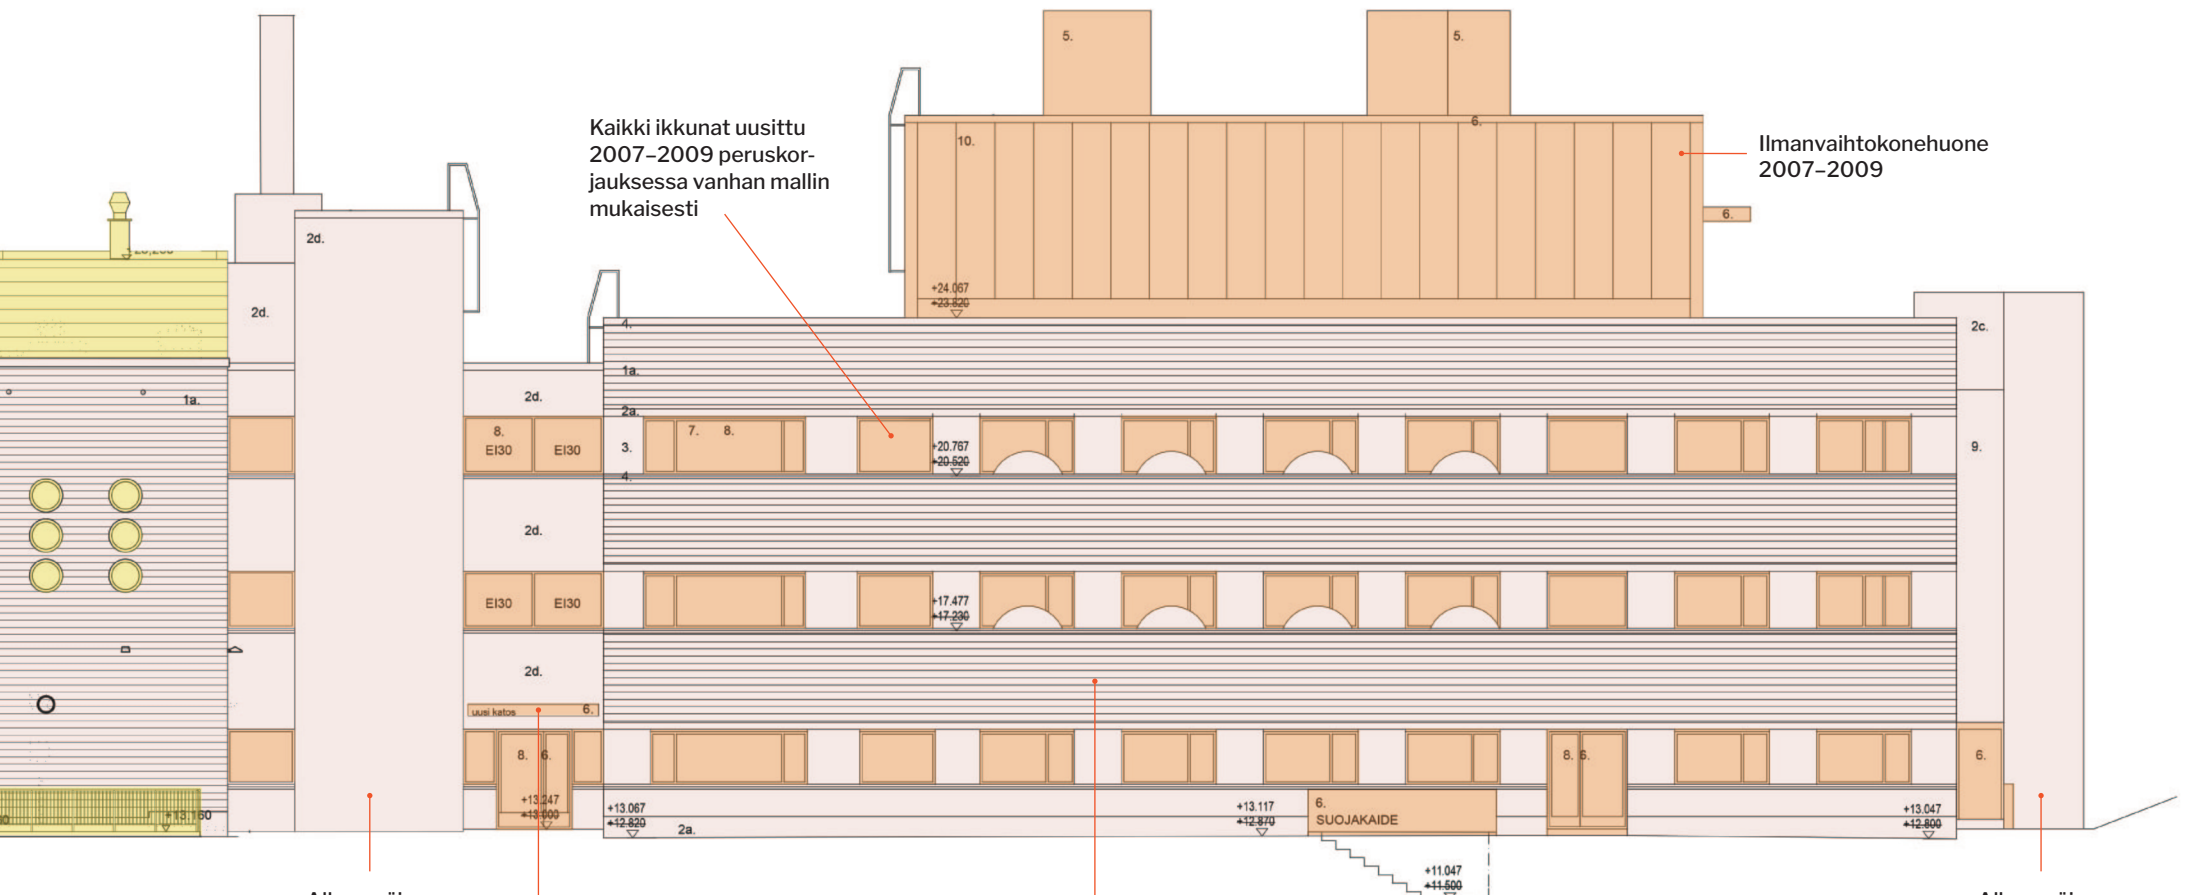 5.
5.
Kaikki ikkunat uusittu
2007–2009 peruskor-
jauksessa vanhan mallin
mukaisesti
6.
10.
Ilmanvaihtokonehuone
2007–2009
6.
2d.
2d.
+24.067
+23.820
4.
2c.
1a.
1a.
2d.
2a.
8.
EI30
EI30
3.
7.
8.
+20.767
+20.520
9.
4.
2d.
EI30
EI30
+17.477
+17.230
2d.
uusi katos
6.
8.
6.
8.
6.
6.
+13.247
+13.000
+13.067
+12.820
2a.
+13.117
+12.870
6.
SUOJAKAIDE
+13.047
+12.800
+13.160
+11.047
+11.500